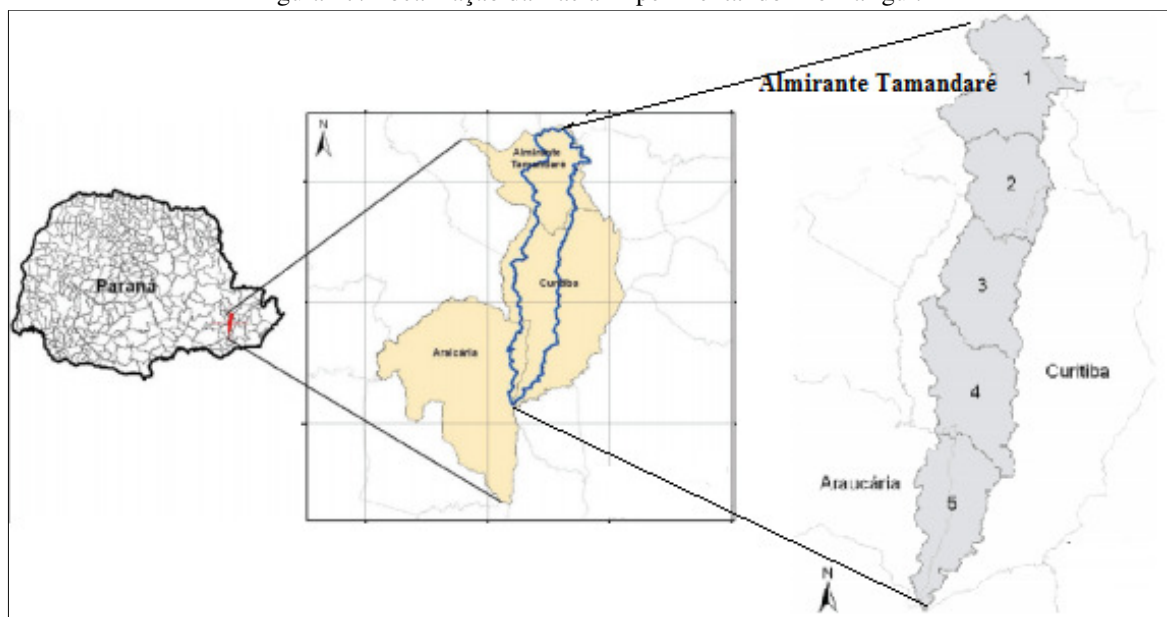 Almirante Tamandaré
1
N
Almirante
Tamandaré
2
Paraná
Curitiba
3
Araucária
4
Curitiba
Araucária
5
N